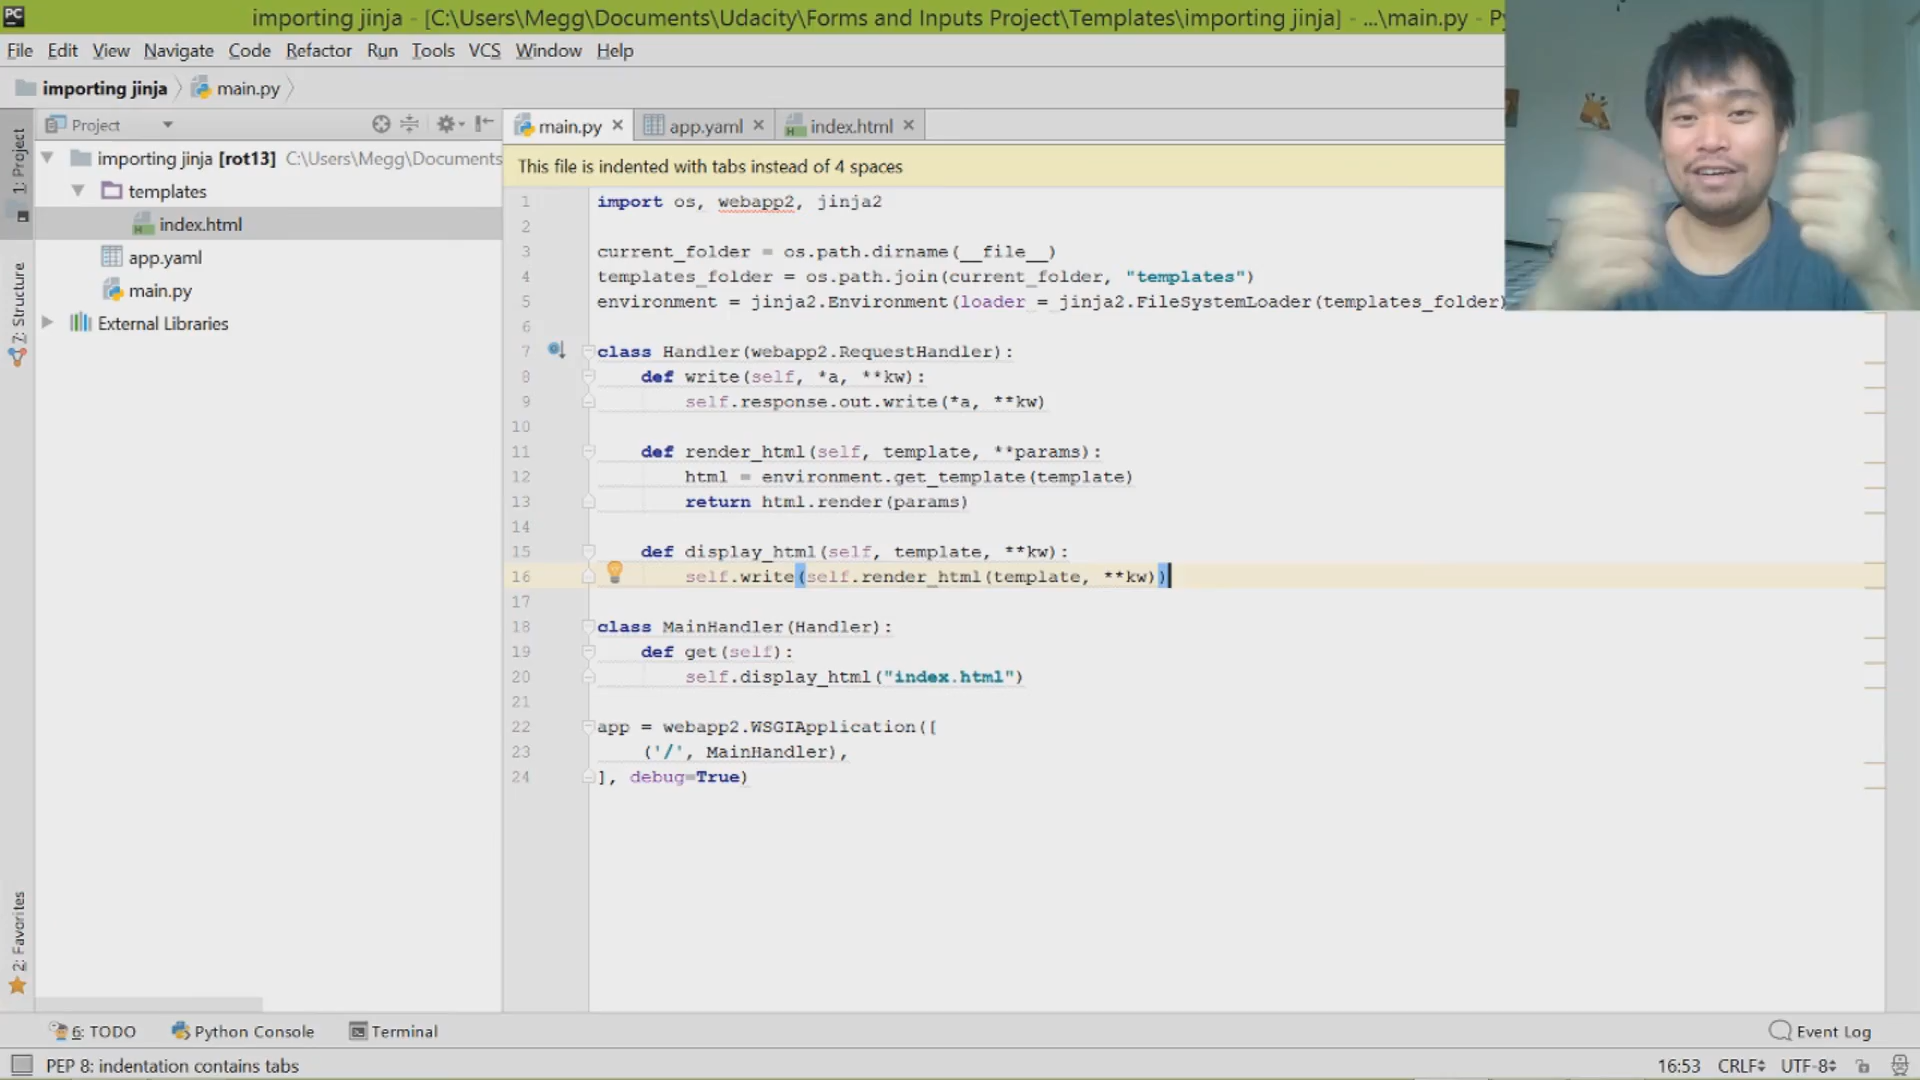 PC importing jinja - [C:\Users\Megg\Documents\Udacity\Forms and Inputs Project\Templates\importing jinja] - ...\main.py -
File Edit View Navigate Code Refactor Run Tools VCS Window Help
importing jinja main.py
Project
main.py app.yaml index.html
1: Project
7: Structure
2: Favorites
importing jinja [rot13] C:\Users\Megg\Documents
templates
index.html
app.yaml
main.py
External Libraries
This file is indented with tabs instead of 4 spaces
1 import os, webapp2, jinja2
2
3 current_folder = os.path.dirname(__file__)
4 templates_folder = os.path.join(current_folder, "templates")
5 environment = jinja2.Environment(loader = jinja2.FileSystemLoader(templates_folder)
6
7 class Handler(webapp2.RequestHandler):
8 def write(self, *a, **kw):
9 self.response.out.write(*a, **kw)
10
11 def render_html(self, template, **params):
12 html = environment.get_template(template)
13 return html.render(params)
14
15 def display_html(self, template, **kw):
16 self.write(self.render_html(template, **kw))
17
18 class MainHandler(Handler):
19 def get(self):
20 self.display_html("index.html")
21
22 app = webapp2.WSGIApplication([
23 ('/', MainHandler),
24 ], debug=True)
6: TODO Python Console Terminal Event Log
PEP 8: indentation contains tabs 16:53 CRLF UTF-8